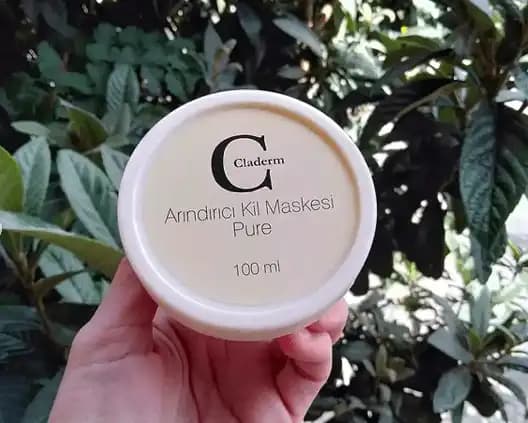 Claderm
Arındırıcı Kil Maskesi
Pure
100 ml